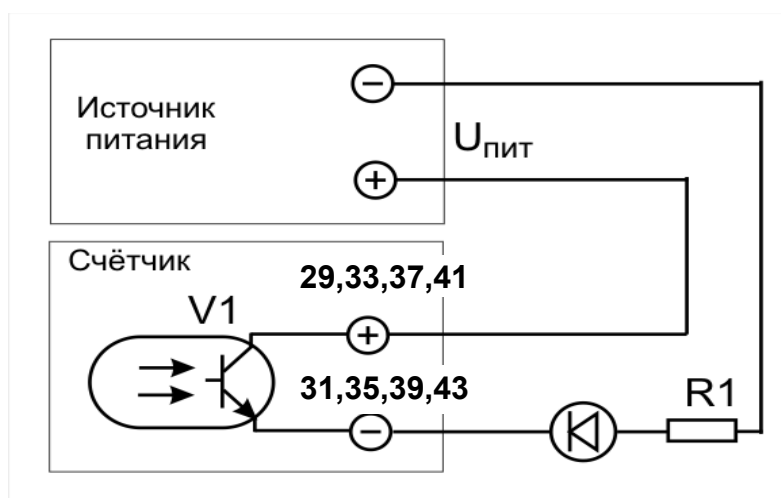 Источник
питания
−
Uпит
+
Счётчик
29,33,37,41
V1
+
31,35,39,43
R1
−